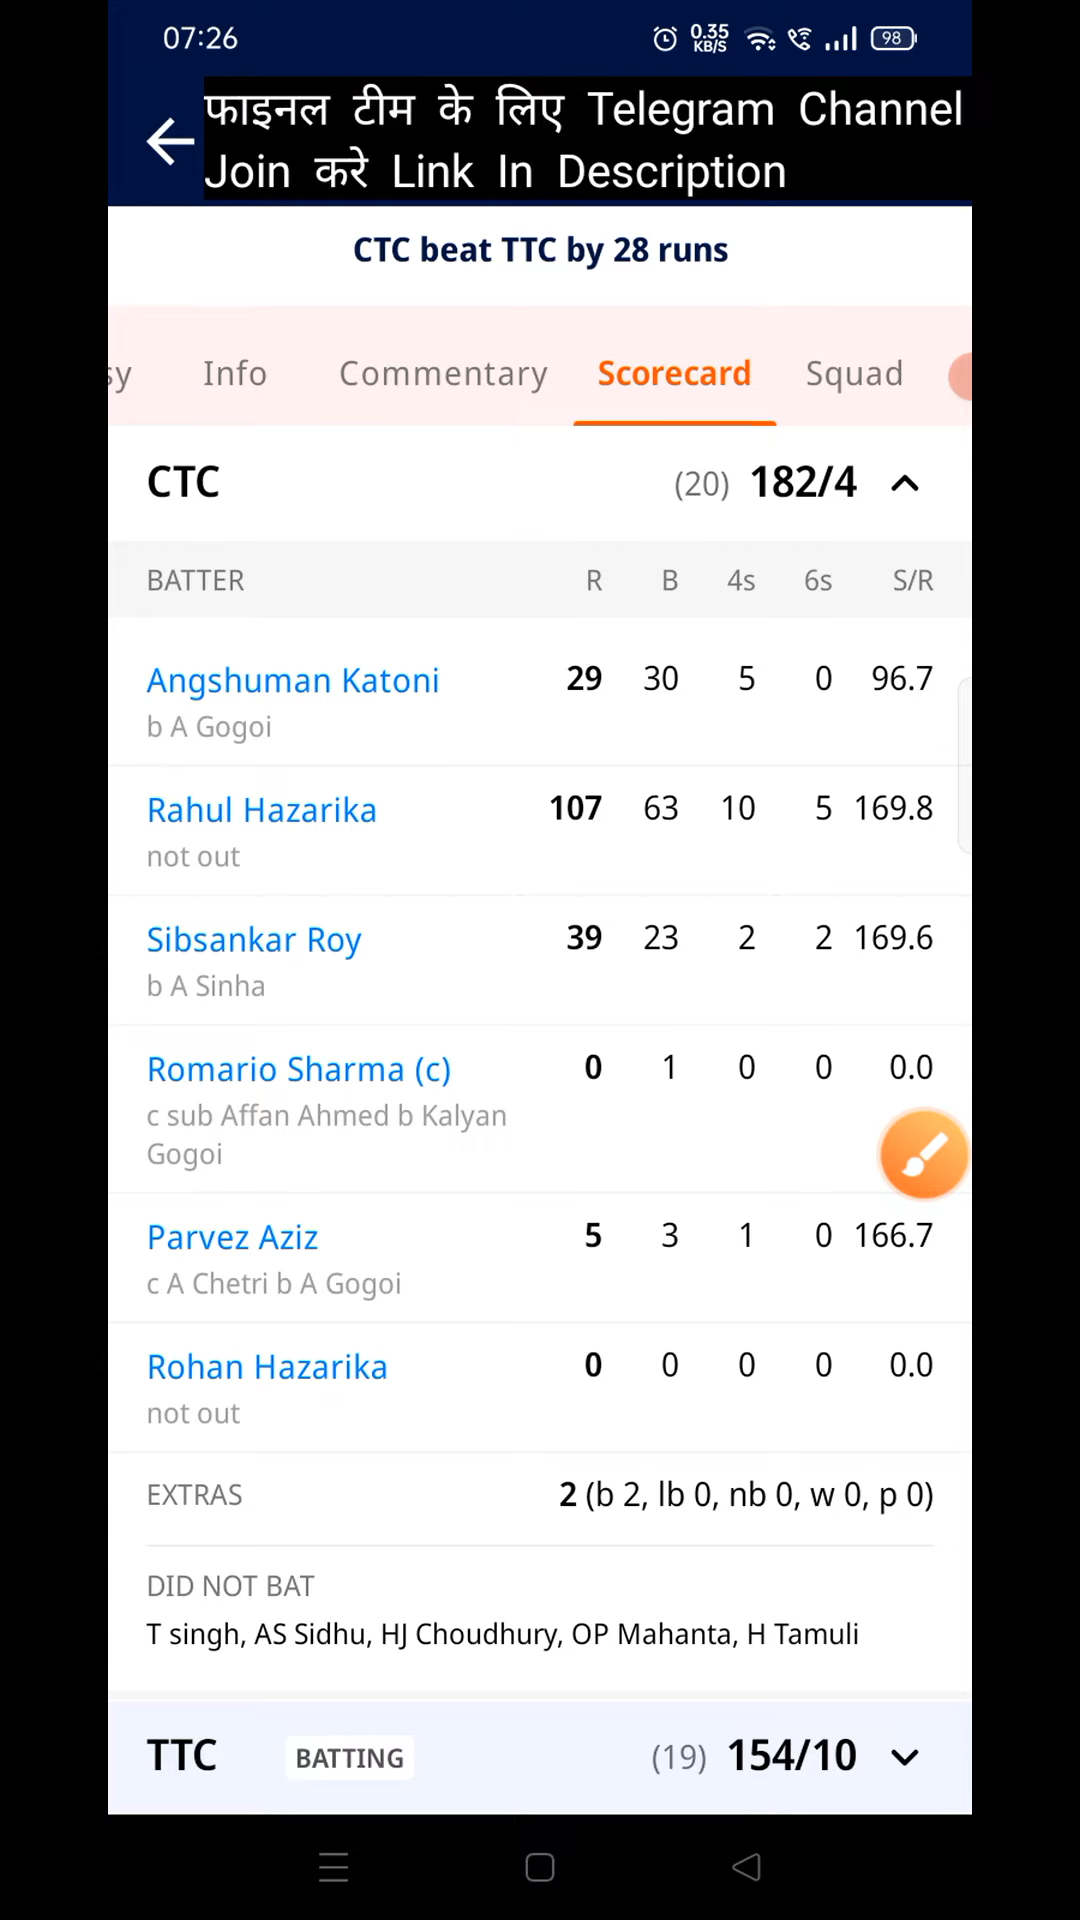 07:26 0.35 KB/S 98
फाइनल टीम के लिए Telegram Channel
Join करे Link In Description
CTC beat TTC by 28 runs
sy Info Commentary Scorecard Squad
CTC (20) 182/4
BATTER R B 4s 6s S/R
Angshuman Katoni 29 30 5 0 96.7
b A Gogoi
Rahul Hazarika 107 63 10 5 169.8
not out
Sibsankar Roy 39 23 2 2 169.6
b A Sinha
Romario Sharma (c) 0 1 0 0 0.0
c sub Affan Ahmed b Kalyan
Gogoi
Parvez Aziz 5 3 1 0 166.7
c A Chetri b A Gogoi
Rohan Hazarika 0 0 0 0 0.0
not out
EXTRAS 2 (b 2, lb 0, nb 0, w 0, p 0)
DID NOT BAT
T singh, AS Sidhu, HJ Choudhury, OP Mahanta, H Tamuli
TTC BATTING (19) 154/10